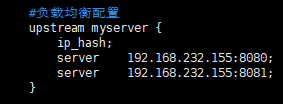 #负载均衡配置
upstream myserver {
ip_hash;
server 192.168.232.155:8080;
server 192.168.232.155:8081;
}